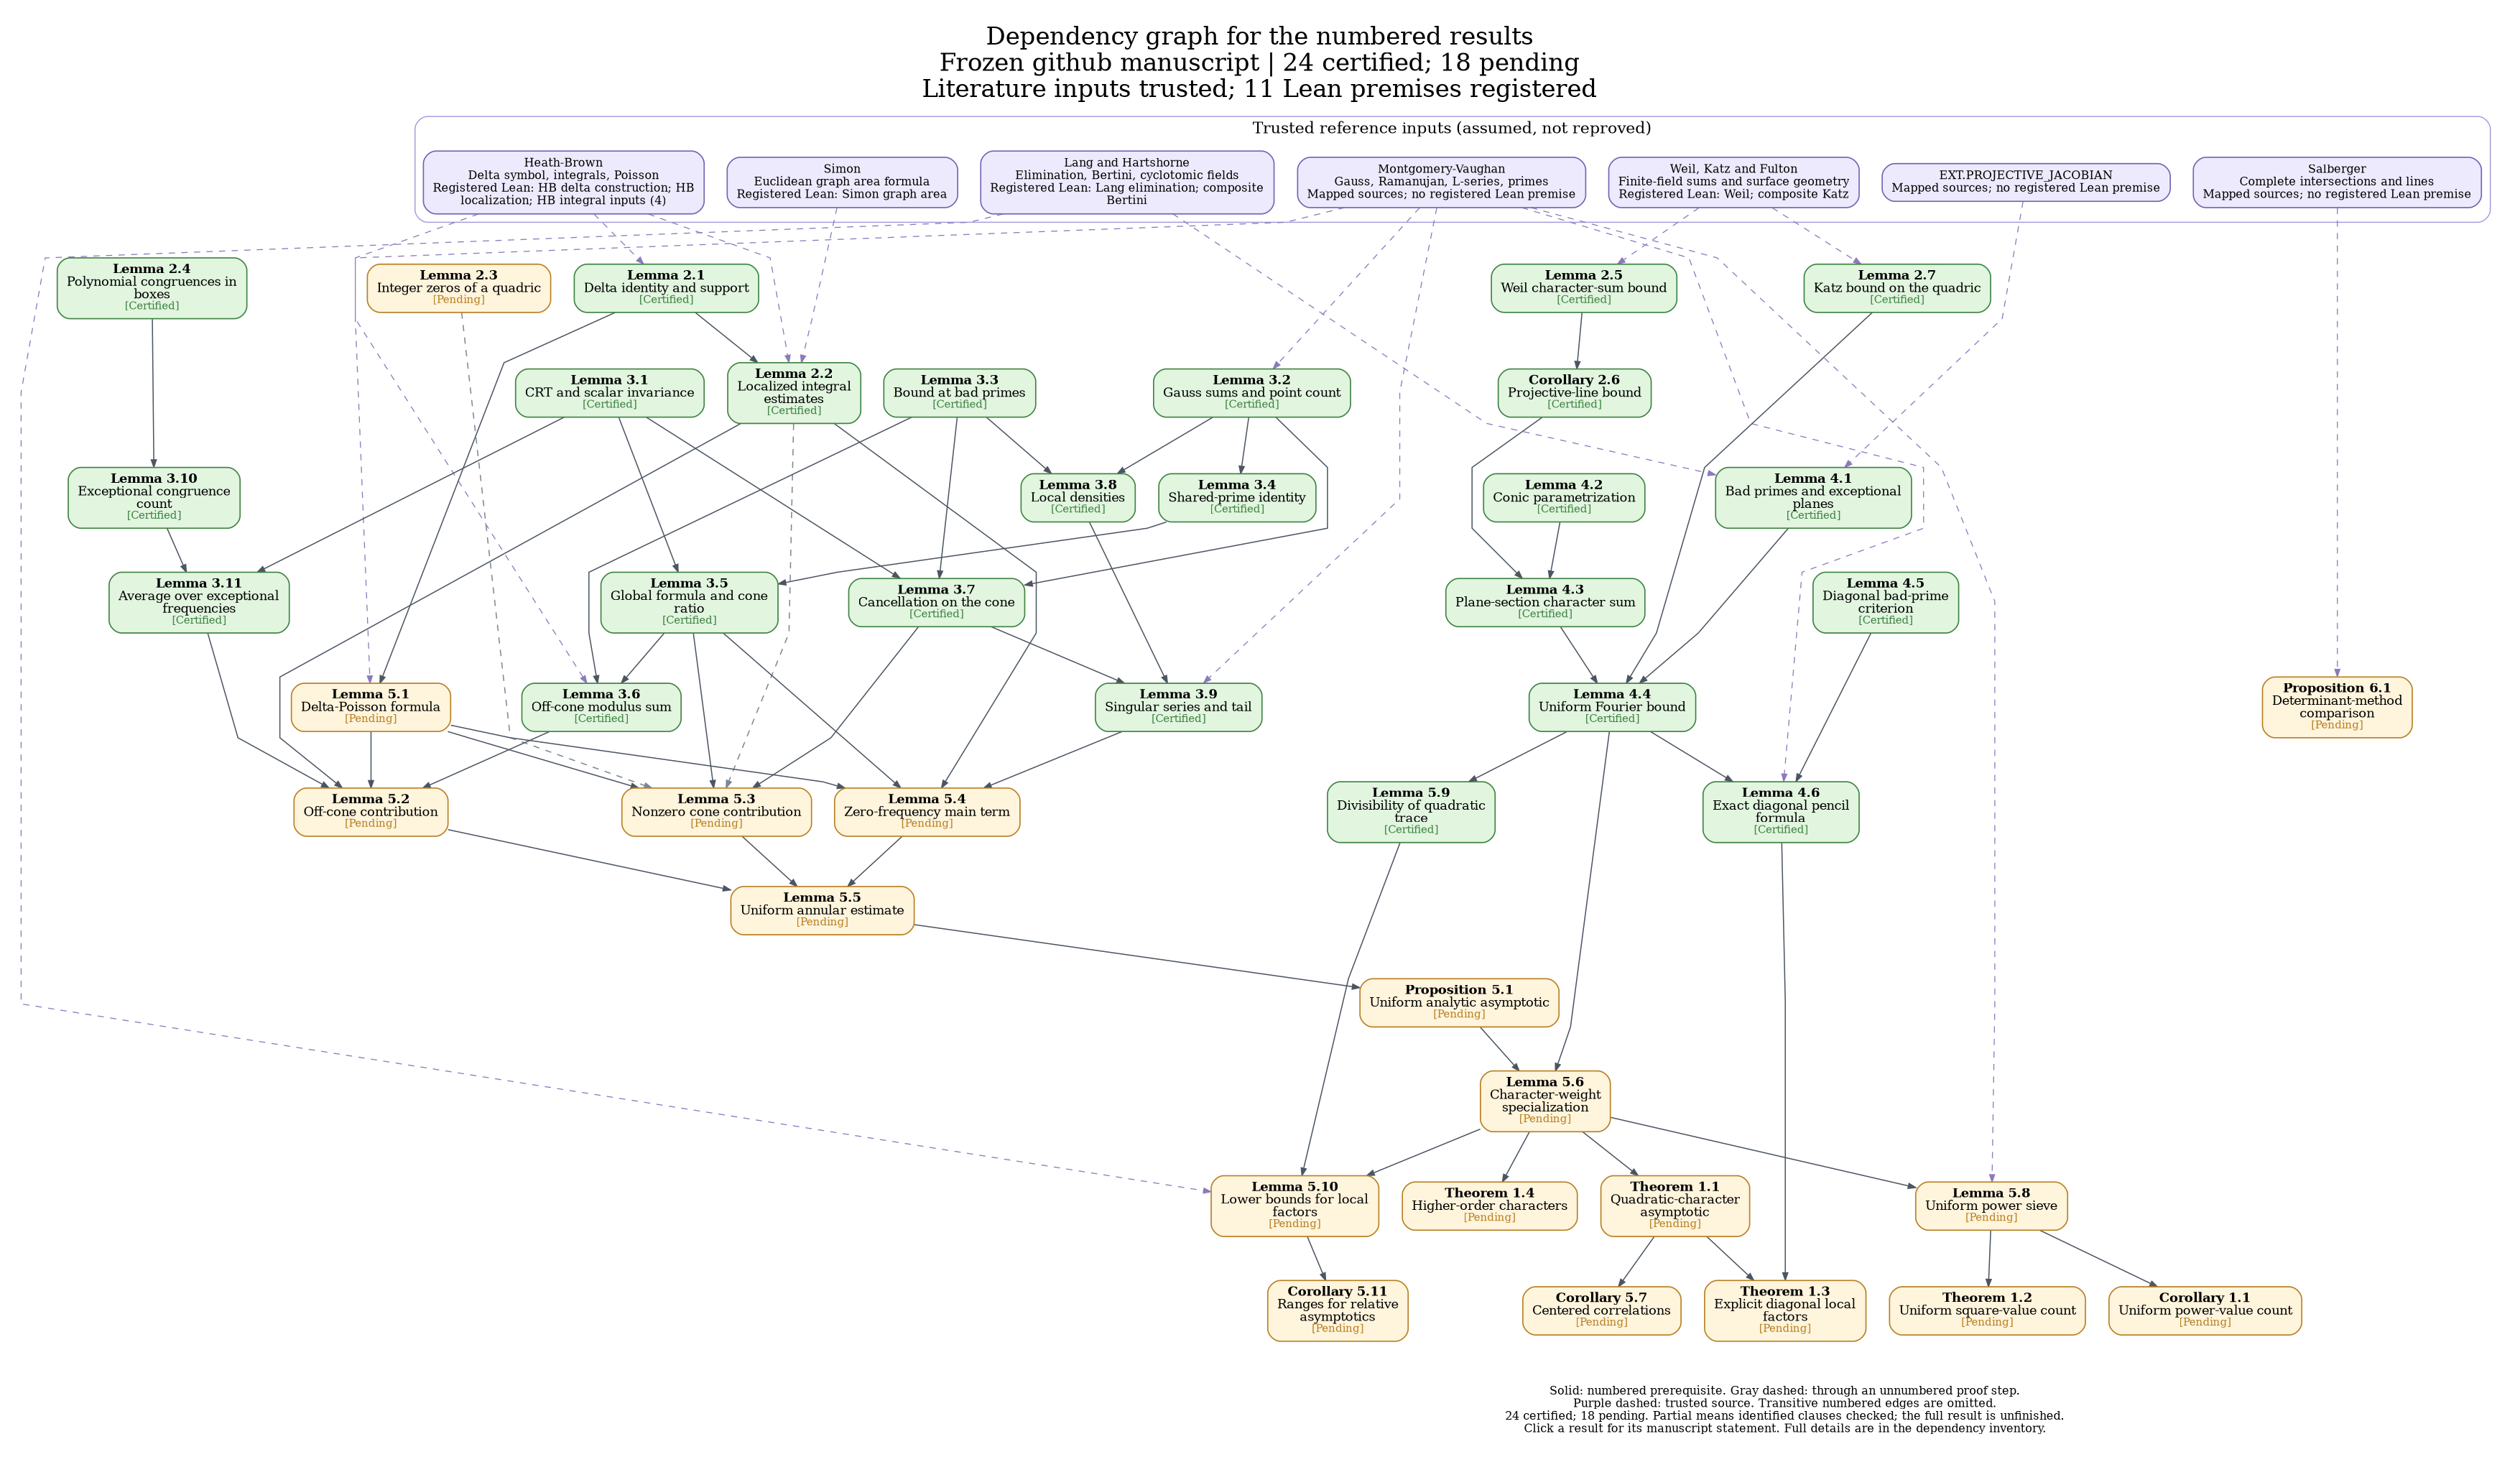 Dependency graph for the numbered results
Frozen github manuscript | 24 certified; 18 pending
Literature inputs trusted; 11 Lean premises registered
Trusted reference inputs (assumed, not reproved)
Heath-Brown
Delta symbol, integrals, Poisson
Registered Lean: HB delta construction; HB
localization; HB integral inputs (4)
Simon
Euclidean graph area formula
Registered Lean: Simon graph area
Lang and Hartshorne
Elimination, Bertini, cyclotomic fields
Registered Lean: Lang elimination; composite
Bertini
Montgomery-Vaughan
Gauss, Ramanujan, L-series, primes
Mapped sources; no registered Lean premise
Weil, Katz and Fulton
Finite-field sums and surface geometry
Registered Lean: Weil; composite Katz
EXT.PROJECTIVE_JACOBIAN
Mapped sources; no registered Lean premise
Salberger
Complete intersections and lines
Mapped sources; no registered Lean premise
Lemma 2.4
Polynomial congruences in
boxes
[Certified]
Lemma 2.3
Integer zeros of a quadric
[Pending]
Lemma 2.1
Delta identity and support
[Certified]
Lemma 2.5
Weil character-sum bound
[Certified]
Lemma 2.7
Katz bound on the quadric
[Certified]
Lemma 3.1
CRT and scalar invariance
[Certified]
Lemma 2.2
Localized integral
estimates
[Certified]
Lemma 3.3
Bound at bad primes
[Certified]
Lemma 3.2
Gauss sums and point count
[Certified]
Corollary 2.6
Projective-line bound
[Certified]
Lemma 3.10
Exceptional congruence
count
[Certified]
Lemma 3.8
Local densities
[Certified]
Lemma 3.4
Shared-prime identity
[Certified]
Lemma 4.2
Conic parametrization
[Certified]
Lemma 4.1
Bad primes and exceptional
planes
[Certified]
Lemma 3.11
Average over exceptional
frequencies
[Certified]
Lemma 3.5
Global formula and cone
ratio
[Certified]
Lemma 3.7
Cancellation on the cone
[Certified]
Lemma 4.3
Plane-section character sum
[Certified]
Lemma 4.5
Diagonal bad-prime
criterion
[Certified]
Lemma 5.1
Delta-Poisson formula
[Pending]
Lemma 3.6
Off-cone modulus sum
[Certified]
Lemma 3.9
Singular series and tail
[Certified]
Lemma 4.4
Uniform Fourier bound
[Certified]
Proposition 6.1
Determinant-method
comparison
[Pending]
Lemma 5.2
Off-cone contribution
[Pending]
Lemma 5.3
Nonzero cone contribution
[Pending]
Lemma 5.4
Zero-frequency main term
[Pending]
Lemma 5.9
Divisibility of quadratic
trace
[Certified]
Lemma 4.6
Exact diagonal pencil
formula
[Certified]
Lemma 5.5
Uniform annular estimate
[Pending]
Proposition 5.1
Uniform analytic asymptotic
[Pending]
Lemma 5.6
Character-weight
specialization
[Pending]
Lemma 5.10
Lower bounds for local
factors
[Pending]
Theorem 1.4
Higher-order characters
[Pending]
Theorem 1.1
Quadratic-character
asymptotic
[Pending]
Lemma 5.8
Uniform power sieve
[Pending]
Corollary 5.11
Ranges for relative
asymptotics
[Pending]
Corollary 5.7
Centered correlations
[Pending]
Theorem 1.3
Explicit diagonal local
factors
[Pending]
Theorem 1.2
Uniform square-value count
[Pending]
Corollary 1.1
Uniform power-value count
[Pending]
Solid: numbered prerequisite. Gray dashed: through an unnumbered proof step.
Purple dashed: trusted source. Transitive numbered edges are omitted.
24 certified; 18 pending. Partial means identified clauses checked; the full result is unfinished.
Click a result for its manuscript statement. Full details are in the dependency inventory.